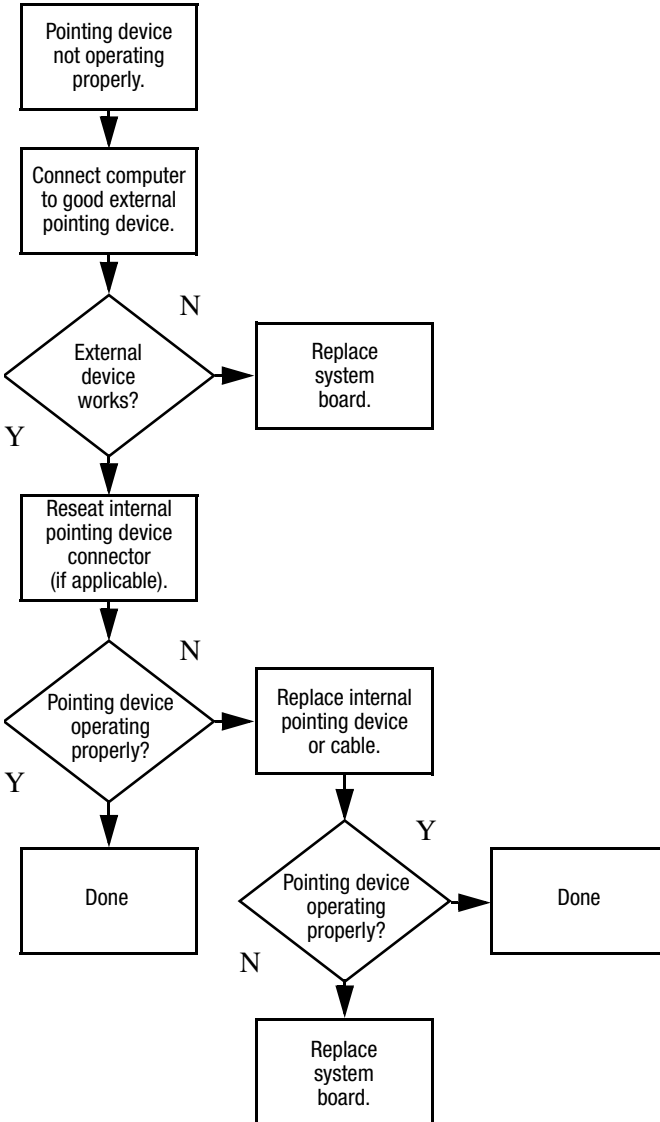 Pointing device
not operating
properly.
Connect computer
to good external
pointing device.
N
External
device
works?
Replace
system
board.
Y
Reseat internal
pointing device
connector
(if applicable).
N
Pointing device
operating
properly?
Replace internal
pointing device
or cable.
Y
Y
Done
Pointing device
operating
properly?
Done
N
Replace
system
board.